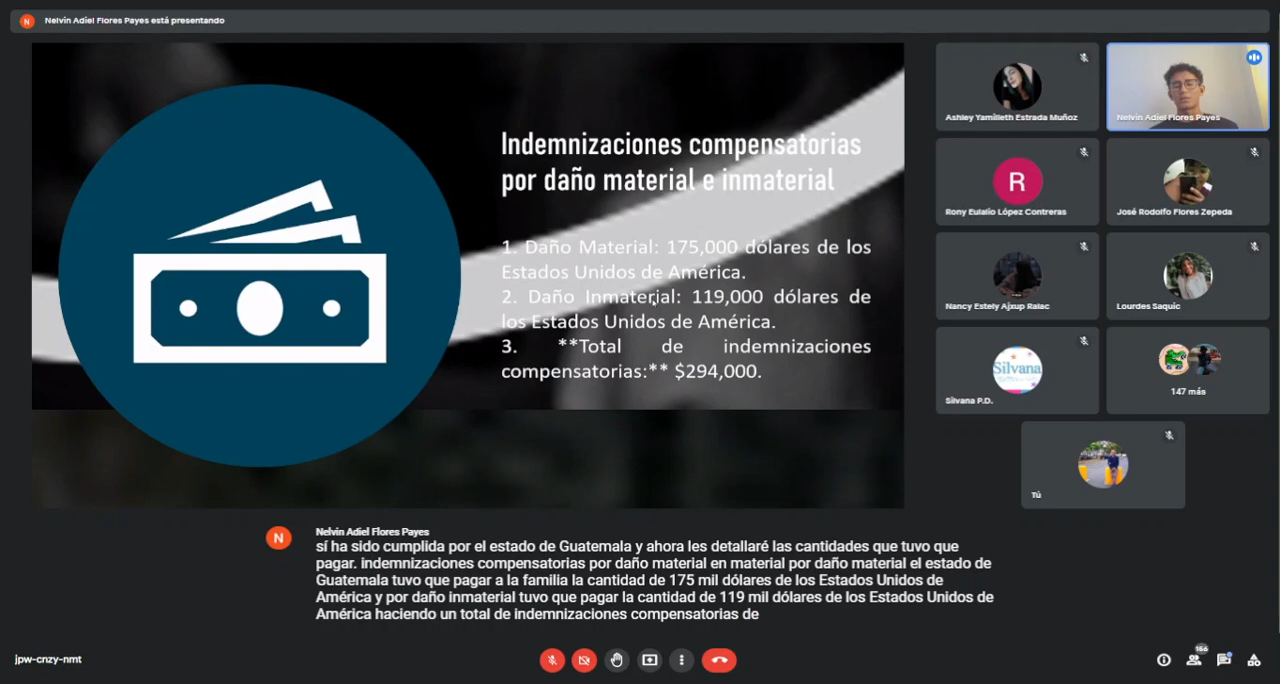 N
Nelvin Adiel Flores Payes está presentando
Indemnizaciones compensatorias
por daño material e inmaterial
1. Daño Material: 175,000 dólares de los
Estados Unidos de América.
2. Daño Inmaterial: 119,000 dólares de
los Estados Unidos de América.
3. **Total de indemnizaciones
compensatorias:** $294,000.
Ashley Yamilleth Estrada Muñoz
Nelvin Adiel Flores Payes
R
Rony Eulalio López Contreras
José Rodolfo Flores Zepeda
Nancy Estely Ajxup Ralac
Lourdes Saquic
Silvana
Silvana P.D.
147 más
Tú
N
Nelvin Adiel Flores Payes
sí ha sido cumplida por el estado de Guatemala y ahora les detallaré las cantidades que tuvo que
pagar. indemnizaciones compensatorias por daño material en material por daño material el estado de
Guatemala tuvo que pagar a la familia la cantidad de 175 mil dólares de los Estados Unidos de
América y por daño inmaterial tuvo que pagar la cantidad de 119 mil dólares de los Estados Unidos de
América haciendo un total de indemnizaciones compensatorias de
jpw-cnzy-nmt
156